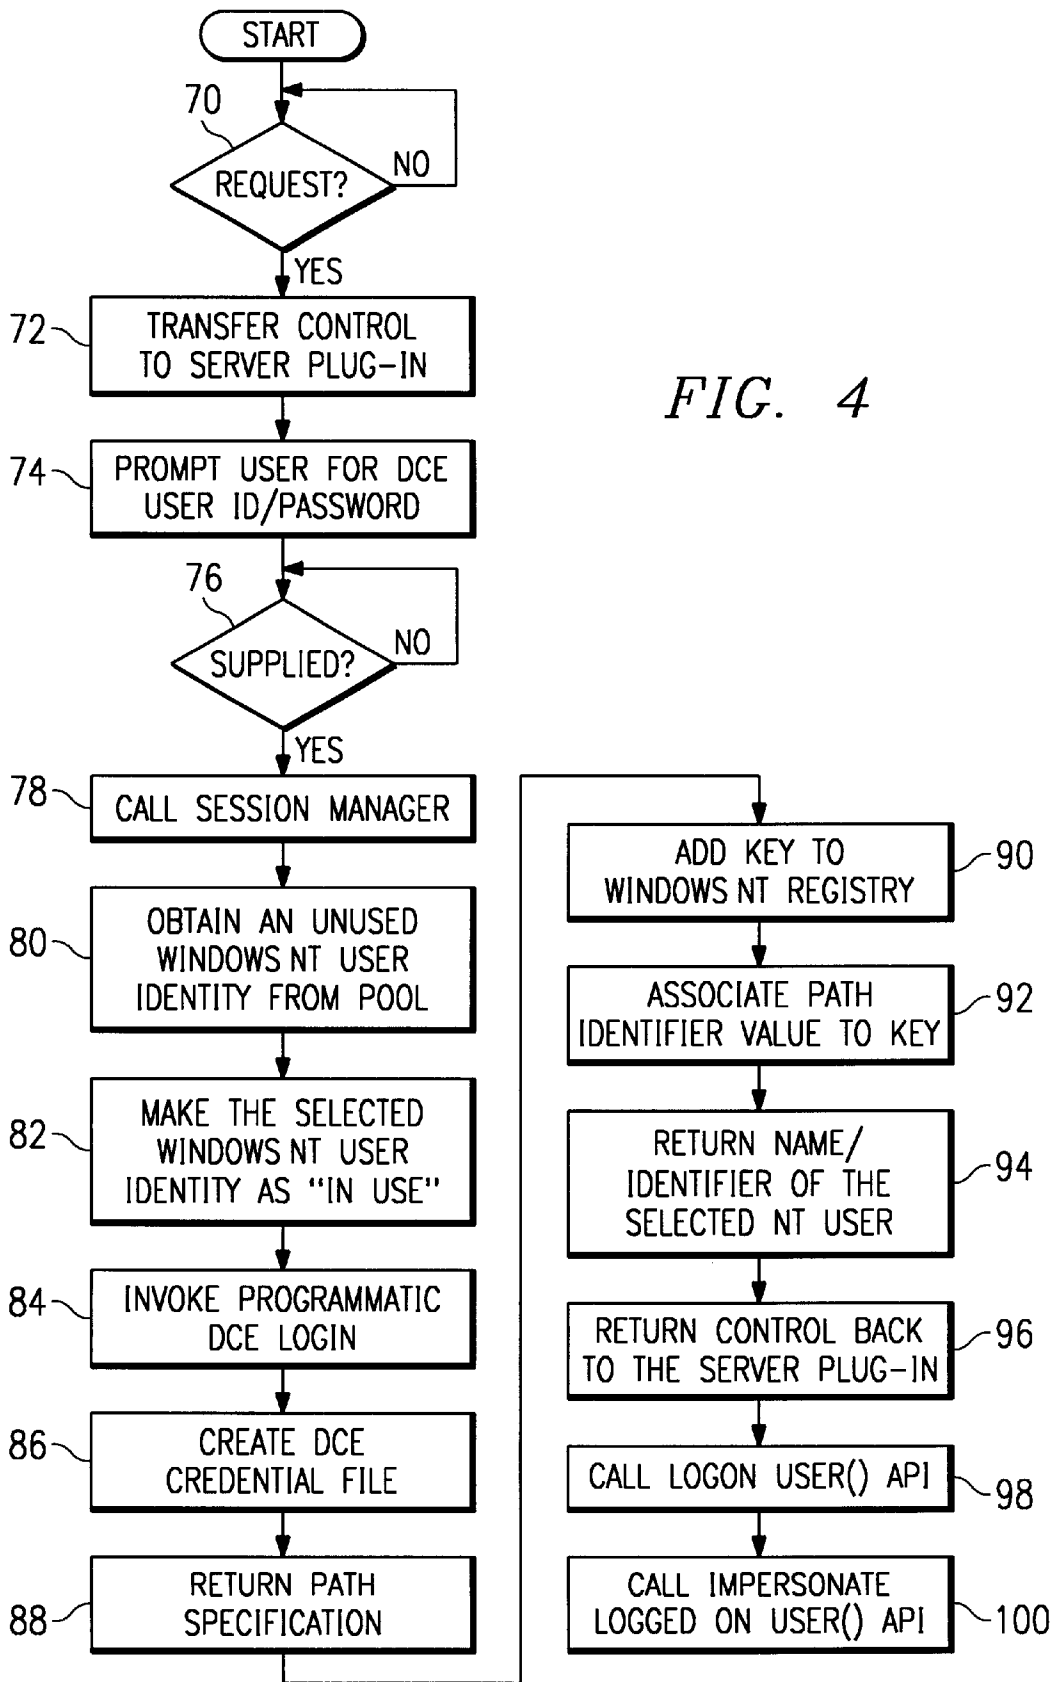 START
70
REQUEST?
NO
YES
72
TRANSFER CONTROL
TO SERVER PLUG-IN
FIG. 4
74
PROMPT USER FOR DCE
USER ID/PASSWORD
76
SUPPLIED?
NO
YES
78
CALL SESSION MANAGER
80
OBTAIN AN UNUSED
WINDOWS NT USER
IDENTITY FROM POOL
82
MAKE THE SELECTED
WINDOWS NT USER
IDENTITY AS "IN USE"
84
INVOKE PROGRAMMATIC
DCE LOGIN
86
CREATE DCE
CREDENTIAL FILE
88
RETURN PATH
SPECIFICATION
ADD KEY TO
WINDOWS NT REGISTRY
90
ASSOCIATE PATH
IDENTIFIER VALUE TO KEY
92
RETURN NAME/
IDENTIFIER OF THE
SELECTED NT USER
94
RETURN CONTROL BACK
TO THE SERVER PLUG-IN
96
CALL LOGON USER() API
98
CALL IMPERSONATE
LOGGED ON USER() API
100